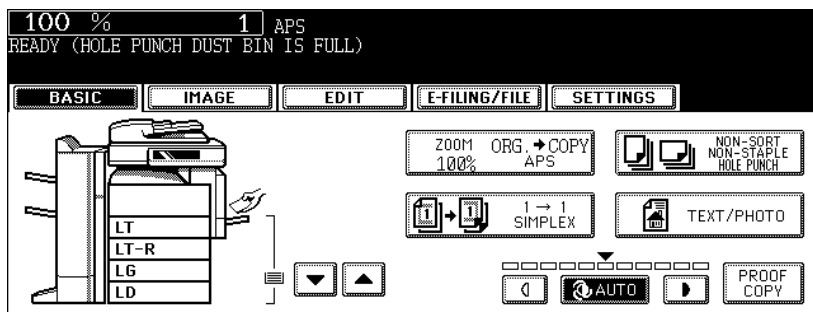 100 % 1 APS
READY (HOLE PUNCH DUST BIN IS FULL)
BASIC IMAGE EDIT E-FILING/FILE SETTINGS
ZOOM ORG.➔COPY
100% APS
NON-SORT
NON-STAPLE
HOLE PUNCH
1 1
1 → 1
SIMPLEX
TEXT/PHOTO
LT
LT-R
LG
LD
AUTO
PROOF
COPY